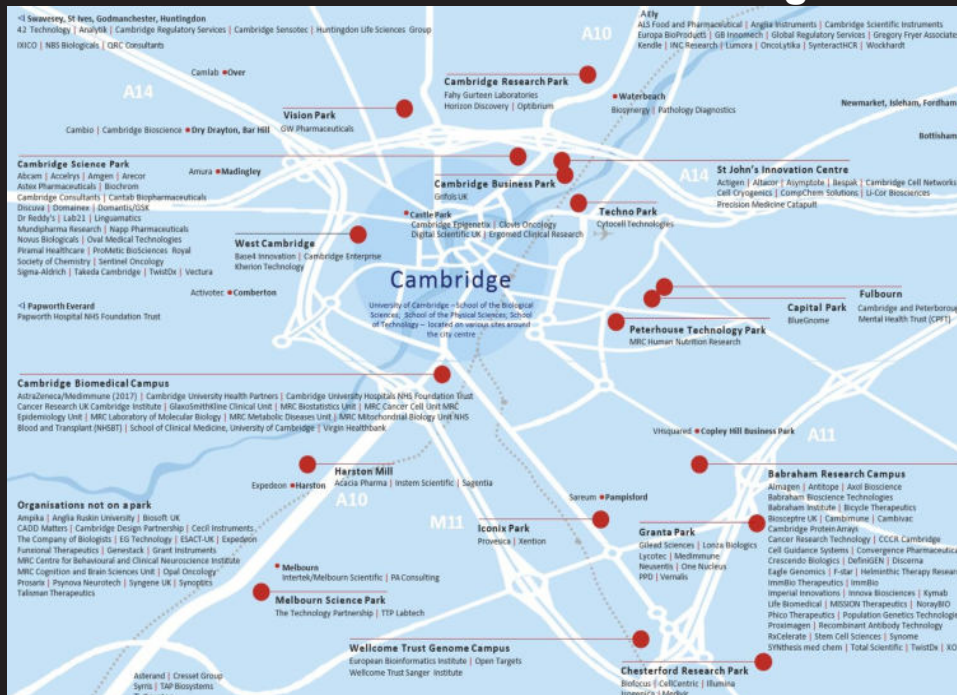 ◁ Swavesey, St Ives, Godmanchester, Huntingdon
42 Technology | Analytik | Cambridge Regulatory Services | Cambridge Sensotec | Huntingdon Life Sciences Group
IXICO | NBS Biologicals | QRC Consultants
A10
A14
Camlab Over
Cambridge Research Park
Fahy Gurteen Laboratories
Horizon Discovery | Optibrium
ALS Food and Pharmaceutical | Anglia Instruments | Cambridge Scientific Instruments
Europa BioProducts | GB Innomech | Global Regulatory Services | Gregory Fryer Associate
Kendle | INC Research | Lumora | OncoLytika | SynteractHCR | Wockhardt
Waterbeach
Biosynergy | Pathology Diagnostics
Newmarket, Isleham, Fordham
Bottisham
Vision Park
GW Pharmaceuticals
Cambio | Cambridge Bioscience Dry Drayton, Bar Hill
Cambridge Science Park
Abcam | Accelrys | Amgen | Arecor
Astex Pharmaceuticals | Biochrom
Cambridge Consultants | Cantab Biopharmaceuticals
Discuva | Domainex | Domantis/GSK
Dr Reddy's | Lab21 | Linguamatics
Mundipharma Research | Napp Pharmaceuticals
Novus Biologicals | Oval Medical Technologies
Piramal Healthcare | ProMetic BioSciences Royal
Society of Chemistry | Sentinel Oncology
Sigma-Aldrich | Takeda Cambridge | TwistDx | Vectura
Amura Madingley
Cambridge Business Park
Grifols UK
A14
St John's Innovation Centre
Actigen | Altacor | Asymptote | Bespak | Cambridge Cell Networks
Cell Cryogenics | CompChem Solutions | Li-Cor Biosciences
Precision Medicine Catapult
Castle Park
Cambridge Epigenetix | Clovis Oncology
Digital Scientific UK | Ergomed Clinical Research
Techno Park
Cytocell Technologies
West Cambridge
Base4 Innovation | Cambridge Enterprise
Kherion Technology
Cambridge
University of Cambridge – School of the Biological
Sciences, School of the Physical Sciences, School
of Technology – located on various sites around
the city centre
Activotec Comberton
◁ Papworth Everard
Papworth Hospital NHS Foundation Trust
Capital Park
BlueGnome
Fulbourn
Cambridge and Peterboroug
Mental Health Trust (CPFT)
Peterhouse Technology Park
MRC Human Nutrition Research
Cambridge Biomedical Campus
AstraZeneca/Medimmune (2017) | Cambridge University Health Partners | Cambridge University Hospitals NHS Foundation Trust
Cancer Research UK Cambridge Institute | GlaxoSmithKline Clinical Unit | MRC Biostatistics Unit | MRC Cancer Cell Unit MRC
Epidemiology Unit | MRC Laboratory of Molecular Biology | MRC Metabolic Diseases Unit | MRC Mitochondrial Biology Unit NHS
Blood and Transplant (NHSBT) | School of Clinical Medicine, University of Cambridge | Virgin Healthbank
VHsquared Copley Hill Business Park
A11
Harston Mill
Acacia Pharma | Instem Scientific | Sagentia
Expedeon Harston
A10
M11
Sareum Pampisford
Iconix Park
Provesica | Xention
Granta Park
Gilead Sciences | Lonza Biologics
Lycotec | MedImmune
Neusentis | One Nucleus
PPD | Vernalis
Babraham Research Campus
Almagen | Antitope | Axol Bioscience
Babraham Bioscience Technologies
Babraham Institute | Bicycle Therapeutics
Biosceptre UK | Cambimune | Cambivac
Cambridge Protein Arrays
Cancer Research Technology | CCCR Cambridge
Cell Guidance Systems | Convergence Pharmaceutica
Crescendo Biologics | DefiniGEN | Discerna
Eagle Genomics | F-star | Helminthic Therapy Resear
ImmBio Therapeutics | ImmBio
Imperial Innovations | Innova Biosciences | Kymab
Life Biomedical | MISSION Therapeutics | NorayBIO
Phico Therapeutics | Population Genetics Technologie
Proximagen | Recombinant Antibody Technology
RxCelerate | Stem Cell Sciences | Synome
SYNthesis med chem | Total Scientific | TwistDx | XO
Organisations not on a park
Ampika | Anglia Ruskin University | Biosoft UK
CADD Matters | Cambridge Design Partnership | Cecil Instruments
The Company of Biologists | EG Technology | ESACT-UK | Expedeon
Funxional Therapeutics | Genestack | Grant Instruments
MRC Centre for Behavioural and Clinical Neuroscience Institute
MRC Cognition and Brain Sciences Unit | Opal Oncology
Prosarix | Psynova Neurotech | Syngene UK | Synoptits
Talisman Therapeutics
Melbourn
Intertek/Melbourn Scientific | PA Consulting
Melbourn Science Park
The Technology Partnership | TTP Labtech
Wellcome Trust Genome Campus
European Bioinformatics Institute | Open Targets
Wellcome Trust Sanger Institute
Chesterford Research Park
Biofocus | CellCentric | Illumina
Asterand | Cresset Group
Syrris | TAP Biosystems